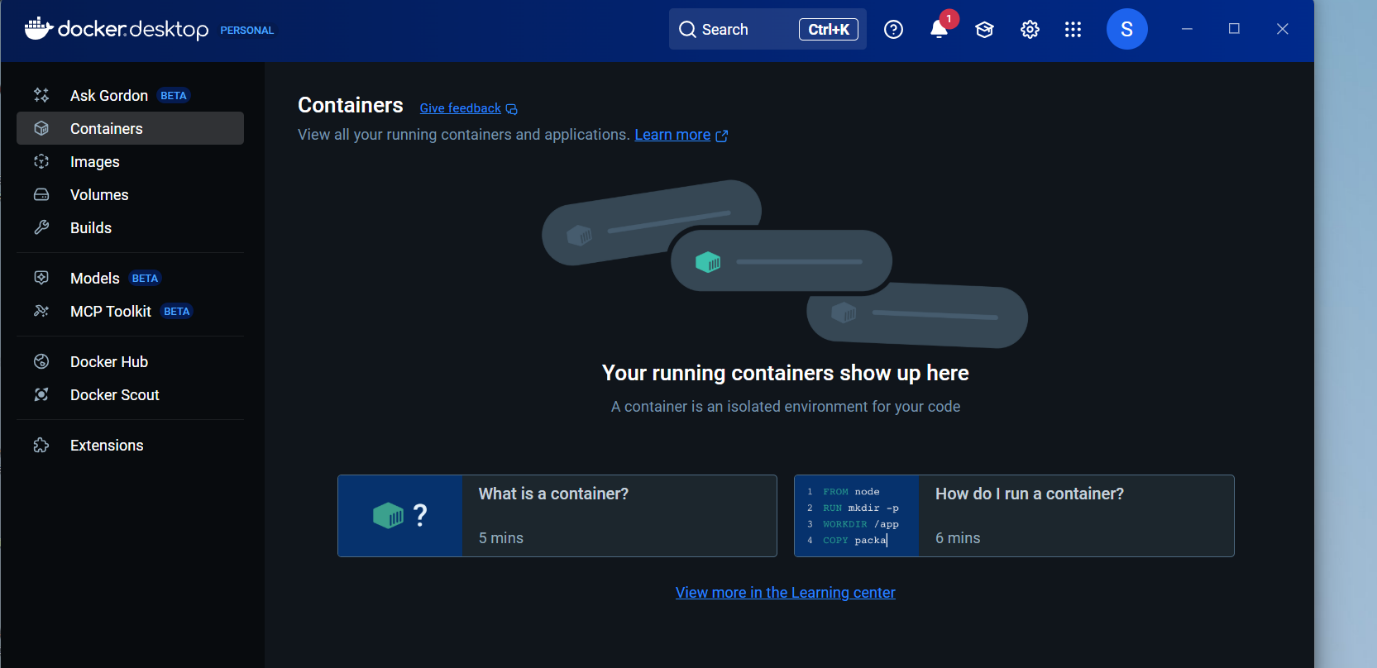 docker.desktop PERSONAL
Search Ctrl+K
1
S
Ask Gordon BETA
Containers
Images
Volumes
Builds
Models BETA
MCP Toolkit BETA
Docker Hub
Docker Scout
Extensions
Containers Give feedback
View all your running containers and applications. Learn more
Your running containers show up here
A container is an isolated environment for your code
?
What is a container?
5 mins
1 FROM node
2 RUN mkdir -p
3 WORKDIR /app
4 COPY packa
How do I run a container?
6 mins
View more in the Learning center